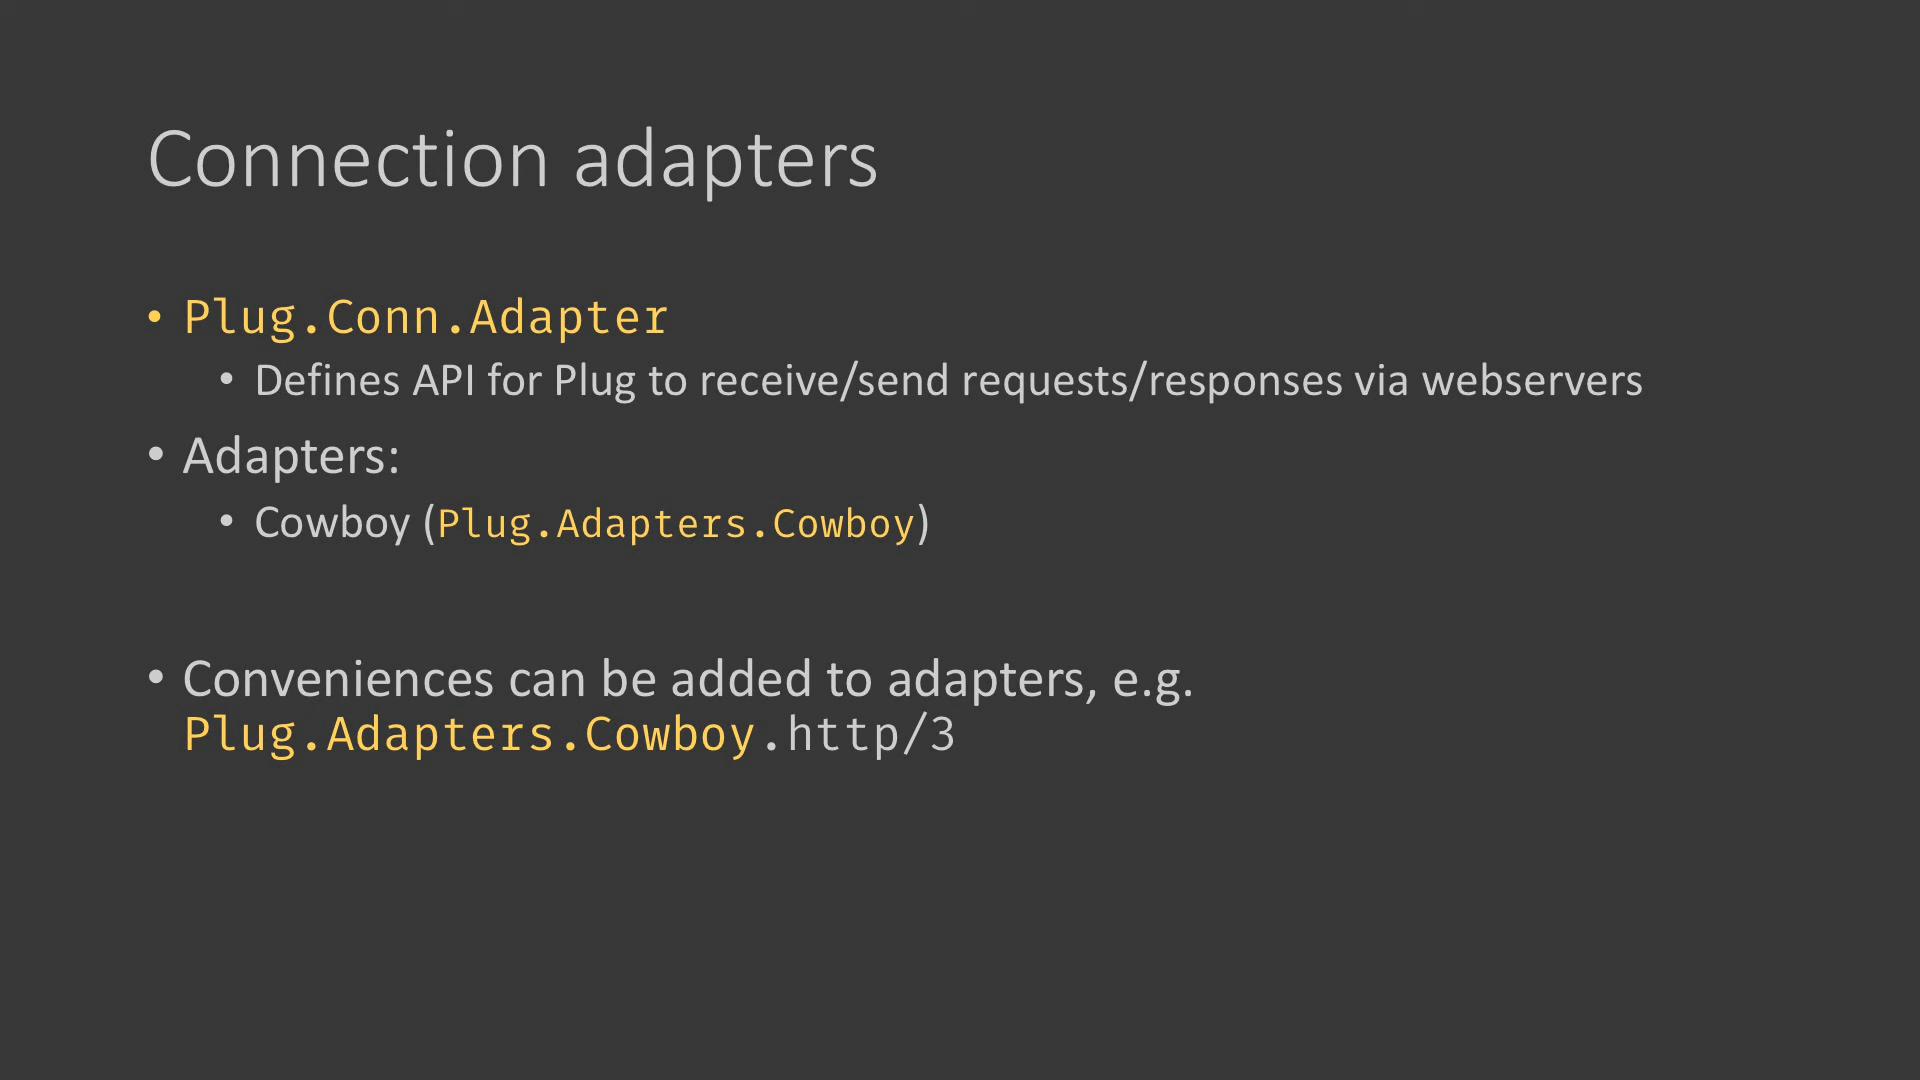 Connection adapters
• Plug.Conn.Adapter
• Defines API for Plug to receive/send requests/responses via webservers
• Adapters:
• Cowboy (Plug.Adapters.Cowboy)
• Conveniences can be added to adapters, e.g.
Plug.Adapters.Cowboy.http/3